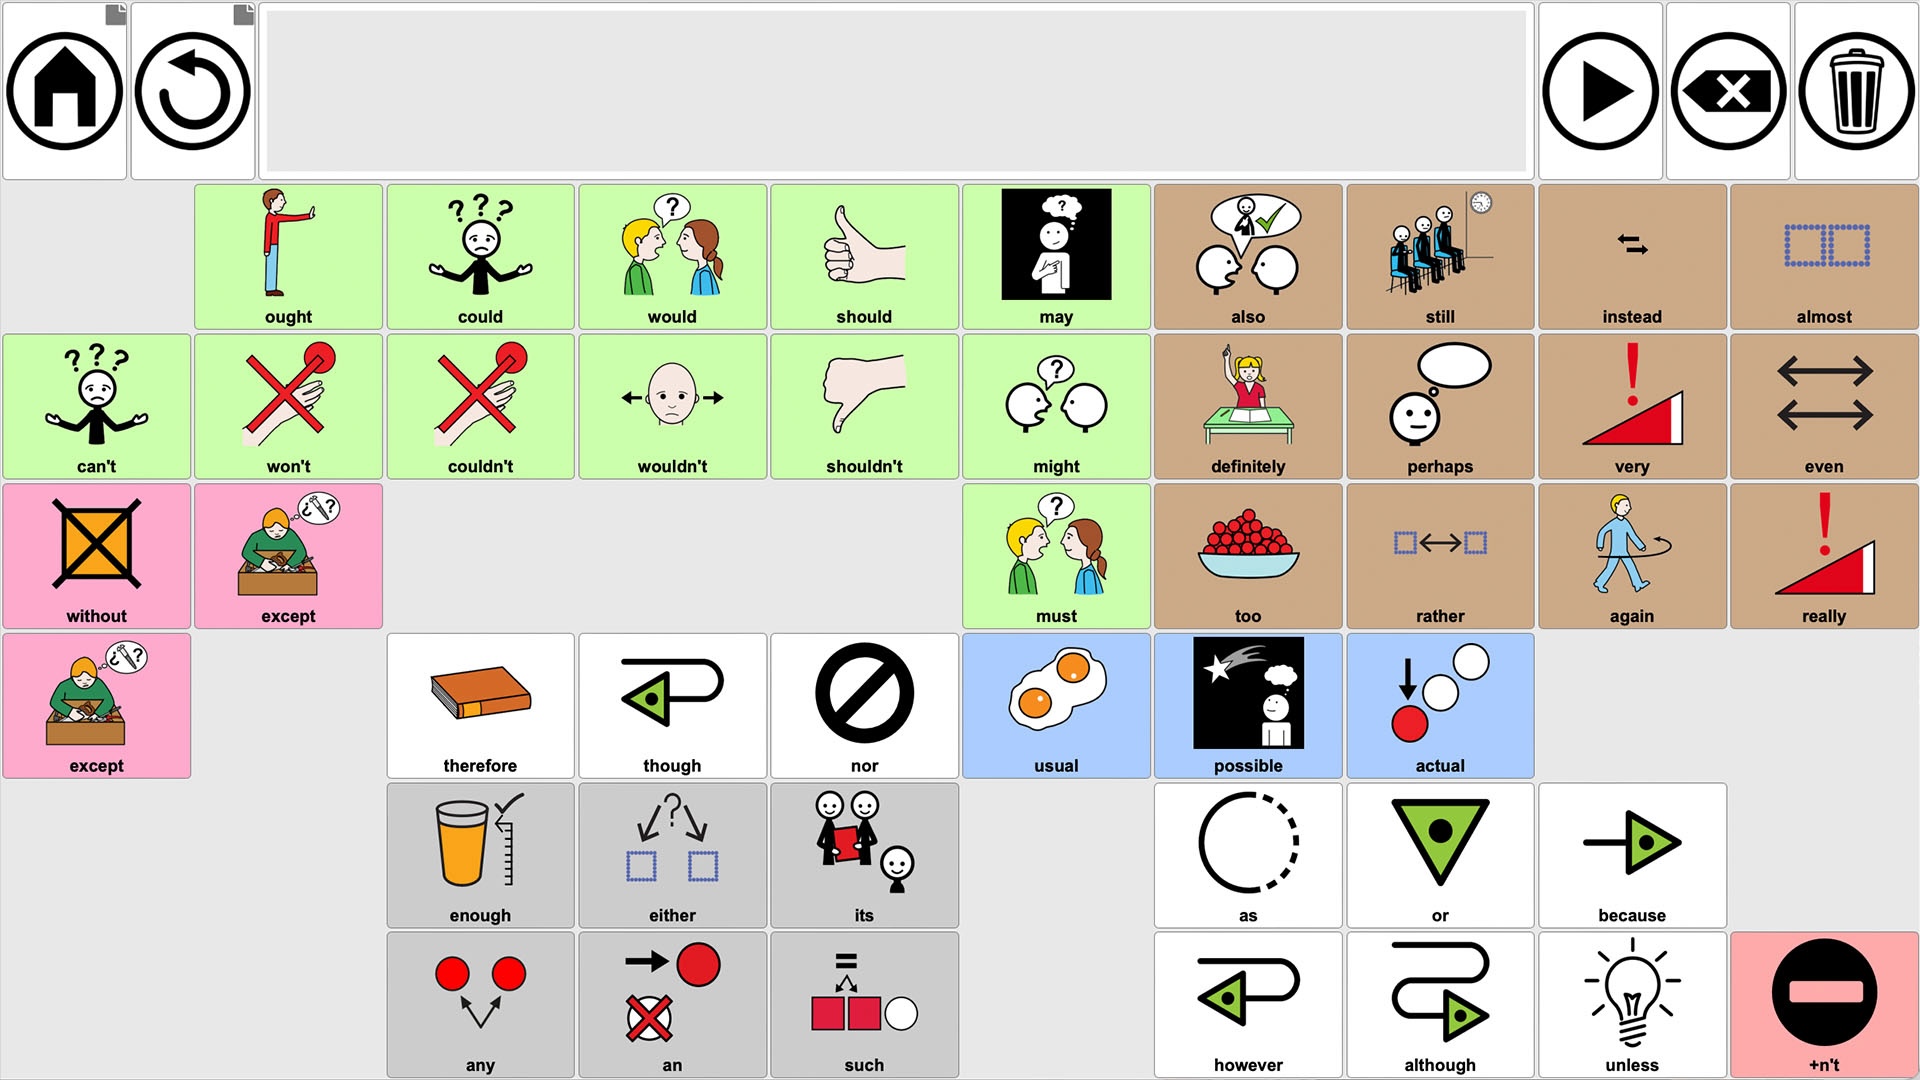 ought
could
would
should
may
also
still
instead
almost
can't
won't
couldn't
wouldn't
shouldn't
might
definitely
perhaps
very
even
without
except
must
too
rather
again
really
except
therefore
though
nor
usual
possible
actual
enough
either
its
as
or
because
any
an
such
however
although
unless
+n't